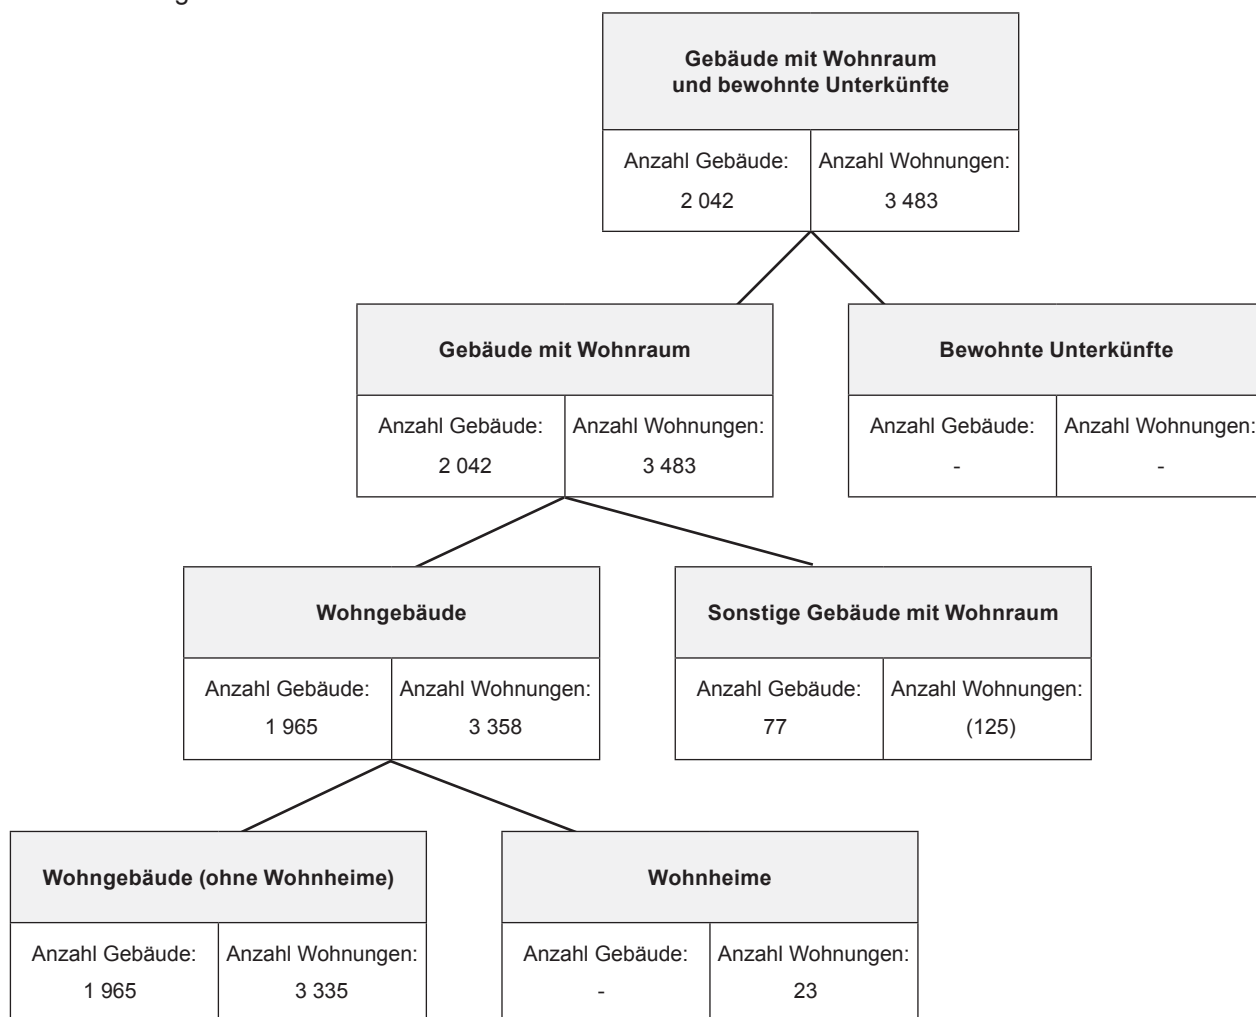 Gebäude mit Wohnraum
und bewohnte Unterkünfte
Anzahl Gebäude: Anzahl Wohnungen:
2 042 3 483
Gebäude mit Wohnraum
Anzahl Gebäude: Anzahl Wohnungen:
2 042 3 483
Bewohnte Unterkünfte
Anzahl Gebäude: Anzahl Wohnungen:
- -
Wohngebäude
Anzahl Gebäude: Anzahl Wohnungen:
1 965 3 358
Sonstige Gebäude mit Wohnraum
Anzahl Gebäude: Anzahl Wohnungen:
77 (125)
Wohngebäude (ohne Wohnheime)
Anzahl Gebäude: Anzahl Wohnungen:
1 965 3 335
Wohnheime
Anzahl Gebäude: Anzahl Wohnungen:
- 23